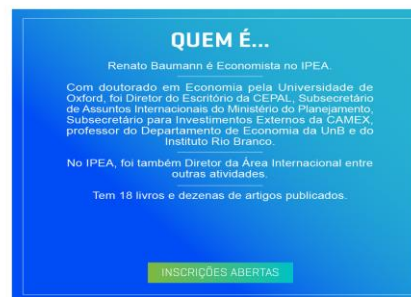 QUEM É...
Renato Baumann é Economista no IPEA.
Com doutorado em Economia pela Universidade de
Oxford, foi Diretor do Escritório da CEPAL, Subsecretário
de Assuntos Internacionais do Ministério do Planejamento,
Subsecretário para Investimentos Externos da CAMEX,
professor do Departamento de Economia da UnB e do
Instituto Rio Branco.
No IPEA, foi também Diretor da Área Internacional entre
outras atividades.
Tem 18 livros e dezenas de artigos publicados.
INSCRIÇÕES ABERTAS